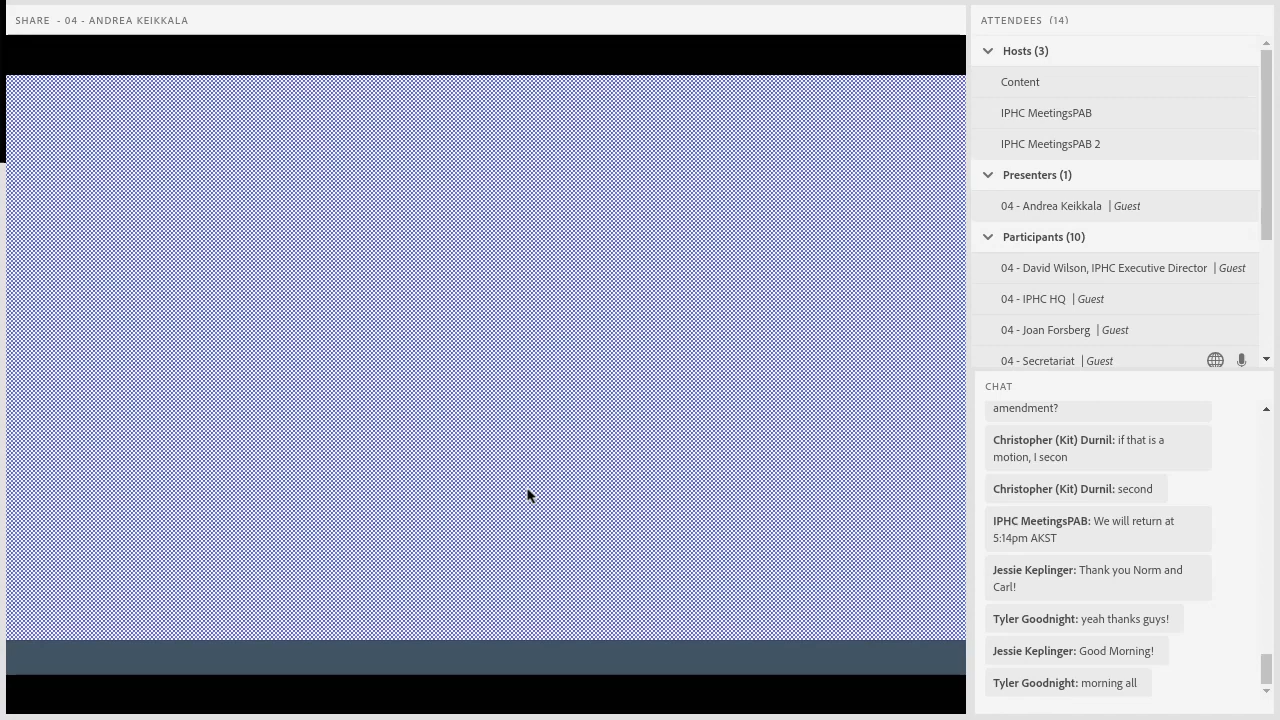 SHARE - 04 - ANDREA KEIKKALA
ATTENDEES (14)
Hosts (3)
Content
IPHC MeetingsPAB
IPHC MeetingsPAB 2
Presenters (1)
04 - Andrea Keikkala | Guest
Participants (10)
04 - David Wilson, IPHC Executive Director | Guest
04 - IPHC HQ | Guest
04 - Joan Forsberg | Guest
04 - Secretariat | Guest
CHAT
amendment?
Christopher (Kit) Durnil: if that is a
motion, I secon
Christopher (Kit) Durnil: second
IPHC MeetingsPAB: We will return at
5:14pm AKST
Jessie Keplinger: Thank you Norm and
Carl!
Tyler Goodnight: yeah thanks guys!
Jessie Keplinger: Good Morning!
Tyler Goodnight: morning all